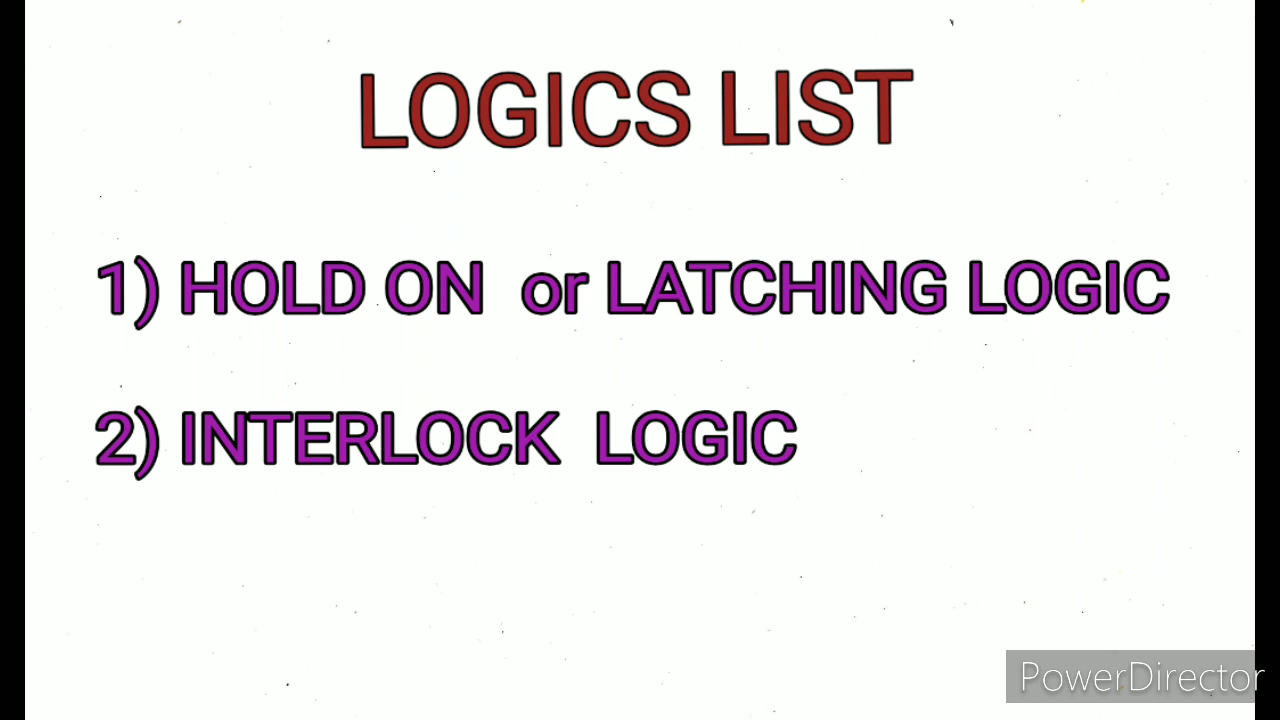 LOGICS LIST
1) HOLD ON or LATCHING LOGIC
2) INTERLOCK LOGIC
PowerDirector